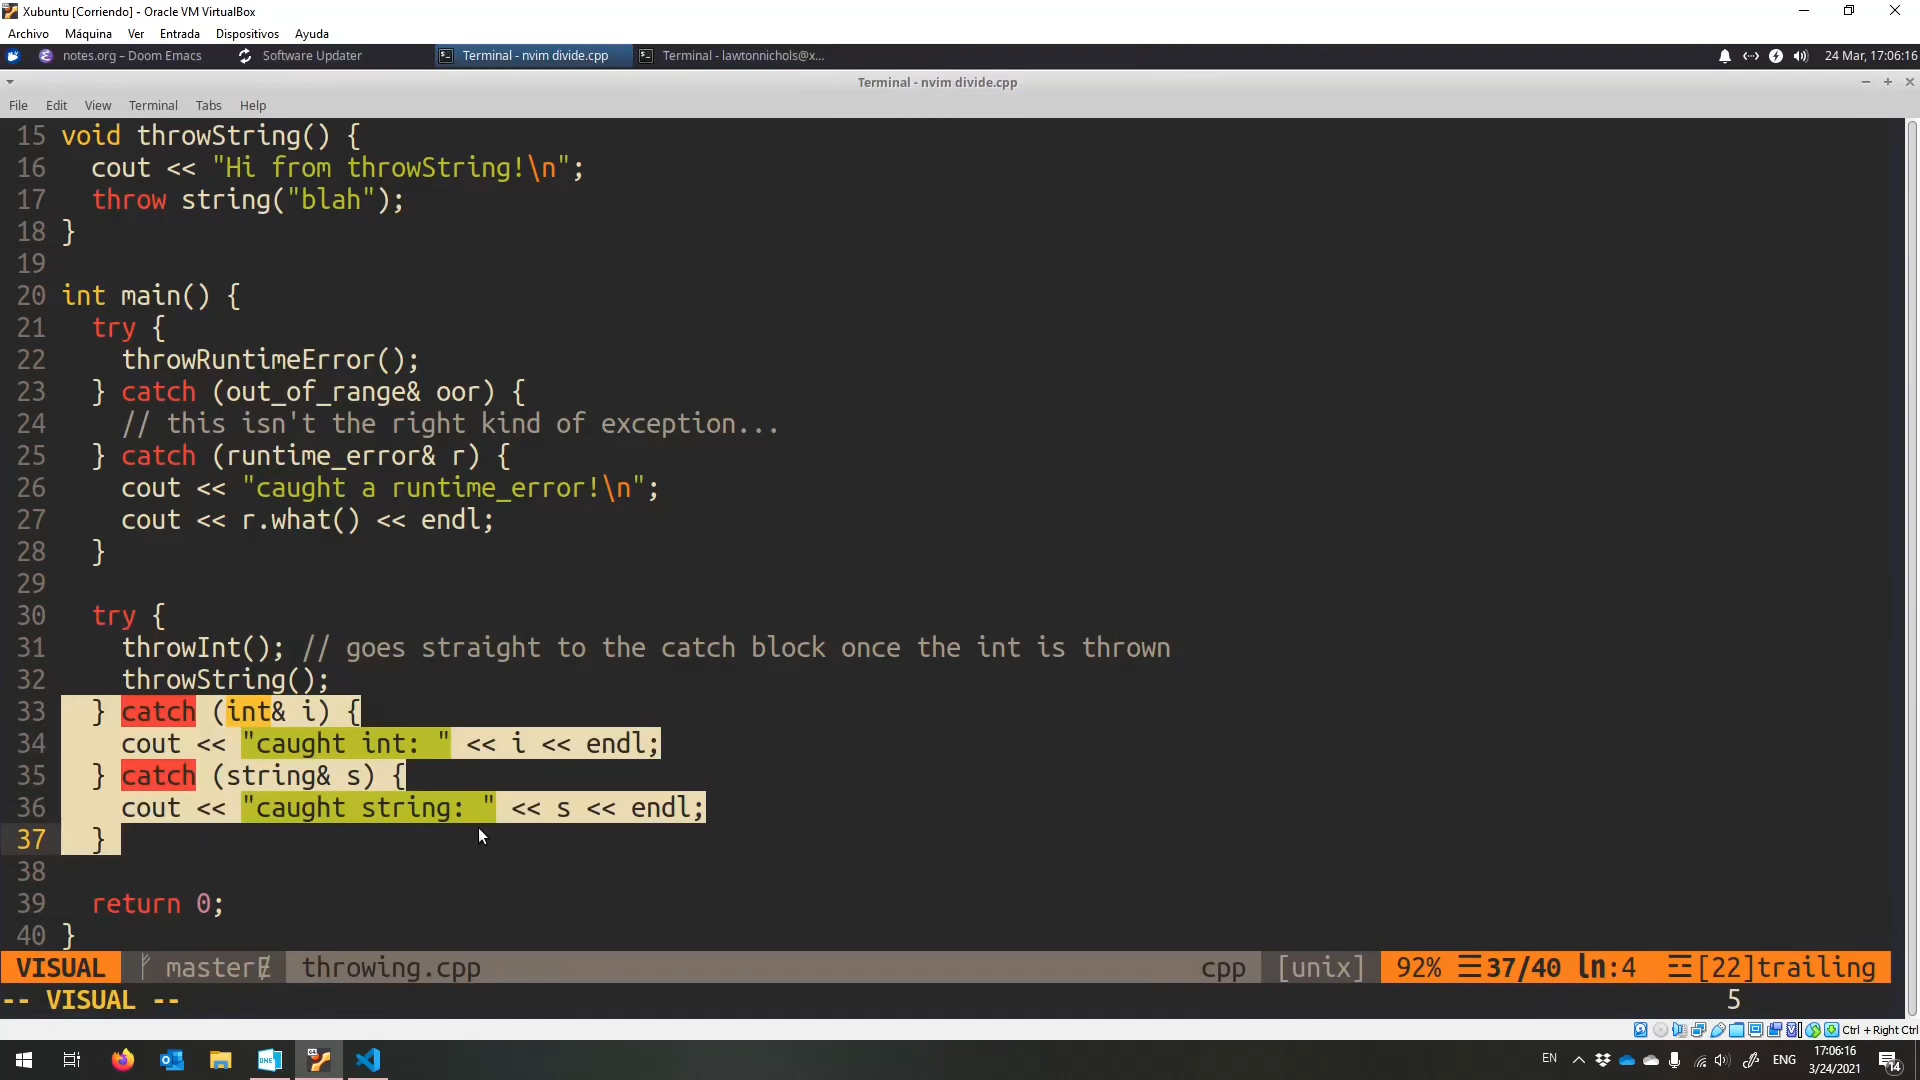 Xubuntu [Corriendo] - Oracle VM VirtualBox
Archivo Máquina Ver Entrada Dispositivos Ayuda
notes.org – Doom Emacs Software Updater Terminal - nvim divide.cpp Terminal - lawtonnichols@x... 24 Mar, 17:06:16
Terminal - nvim divide.cpp
File Edit View Terminal Tabs Help
15 void throwString() {
16   cout << "Hi from throwString!\n";
17   throw string("blah");
18 }
19
20 int main() {
21   try {
22     throwRuntimeError();
23   } catch (out_of_range& oor) {
24     // this isn't the right kind of exception...
25   } catch (runtime_error& r) {
26     cout << "caught a runtime_error!\n";
27     cout << r.what() << endl;
28   }
29
30   try {
31     throwInt(); // goes straight to the catch block once the int is thrown
32     throwString();
33   } catch (int& i) {
34     cout << "caught int: " << i << endl;
35   } catch (string& s) {
36     cout << "caught string: " << s << endl;
37   }
38
39   return 0;
40 }
VISUAL master throwing.cpp cpp [unix] 92% ☰37/40 ln:4 ☲[22]trailing
-- VISUAL -- 5
Ctrl + Right Ctrl
EN ENG 17:06:16
3/24/2021 14